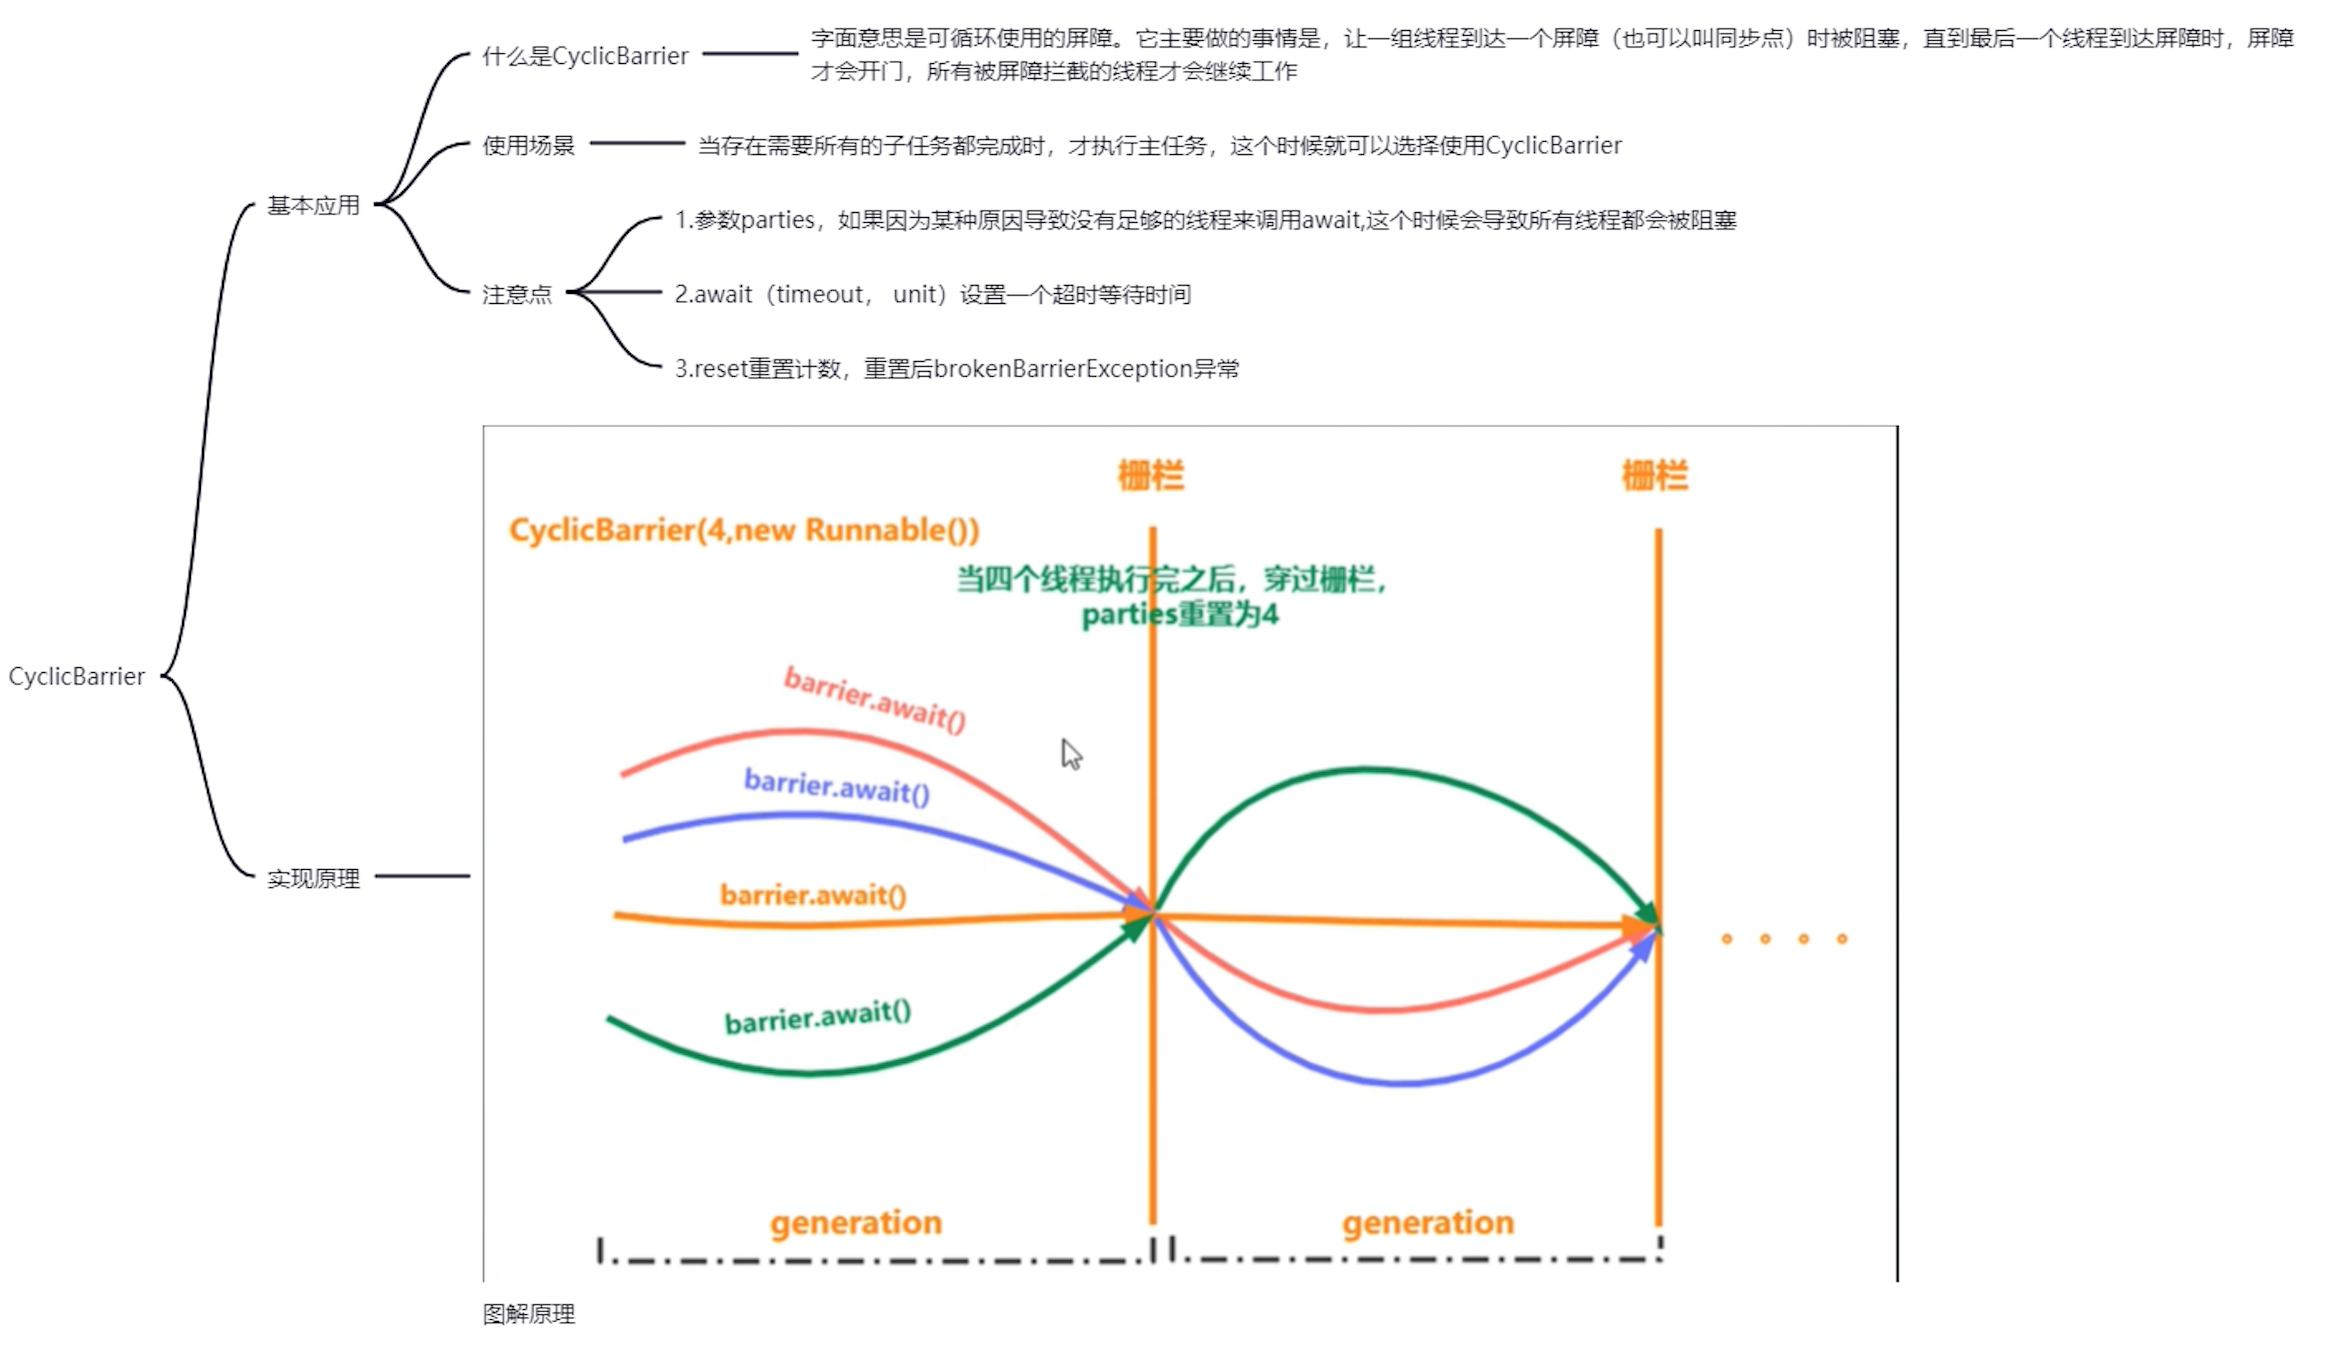 CyclicBarrier
基本应用
什么是CyclicBarrier
字面意思是可循环使用的屏障。它主要做的事情是，让一组线程到达一个屏障（也可以叫同步点）时被阻塞，直到最后一个线程到达屏障时，屏障
才会开门，所有被屏障拦截的线程才会继续工作
使用场景
当存在需要所有的子任务都完成时，才执行主任务，这个时候就可以选择使用CyclicBarrier
注意点
1.参数parties，如果因为某种原因导致没有足够的线程来调用await,这个时候会导致所有线程都会被阻塞
2.await（timeout， unit）设置一个超时等待时间
3.reset重置计数，重置后brokenBarrierException异常
实现原理
栅栏
栅栏
CyclicBarrier(4,new Runnable())
当四个线程执行完之后，穿过栅栏，
parties重置为4
barrier.await()
barrier.await()
barrier.await()
barrier.await()
generation
generation
图解原理